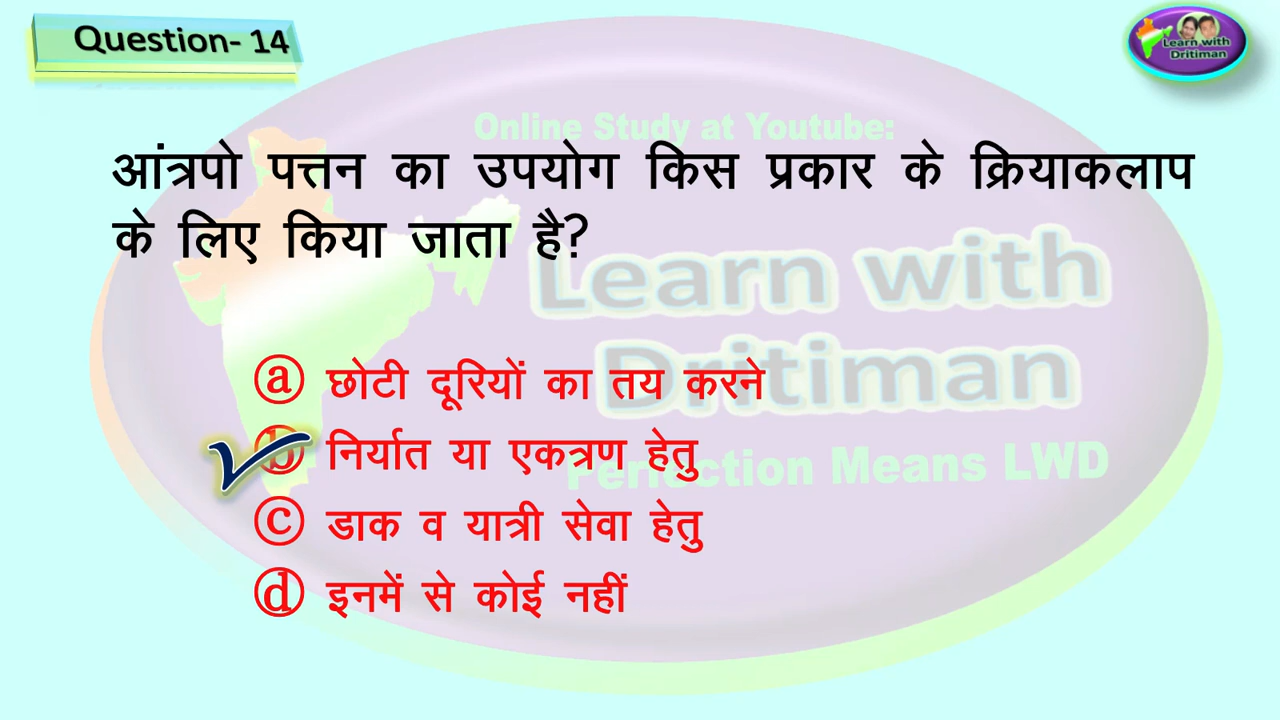 Question- 14
Learn with
Dritiman
Online Study at Youtube:
आंत्रपो पत्तन का उपयोग किस प्रकार के क्रियाकलाप
के लिए किया जाता है?
Learn with
Dritiman
ⓐ छोटी दूरियों का तय करने
ⓑ निर्यात या एकत्रण हेतु
Perfection Means LWD
ⓒ डाक व यात्री सेवा हेतु
ⓓ इनमें से कोई नहीं